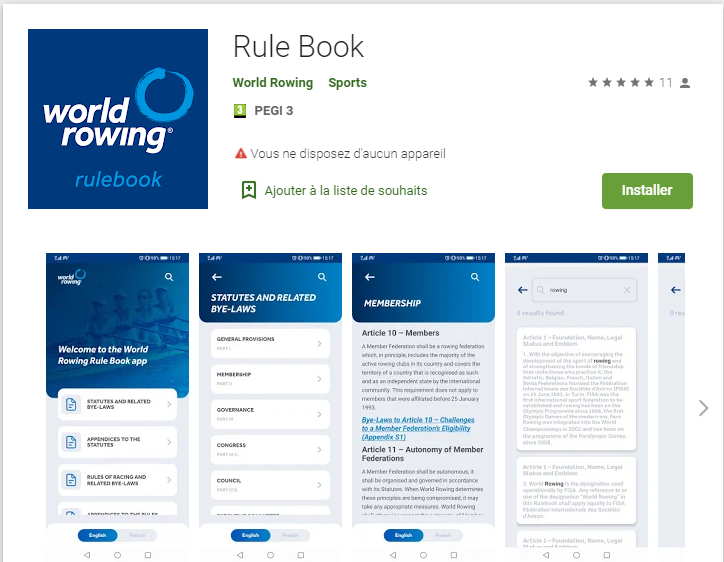 Rule Book
World Rowing Sports
11
3 PEGI 3
Vous ne disposez d'aucun appareil
Ajouter à la liste de souhaits
Installer
world
rowing®
rulebook
15:17
world
rowing
Welcome to the World
Rowing Rule Book app
STATUTES AND RELATED
BYE-LAWS
APPENDICES TO THE
STATUTES
RULES OF RACING AND
RELATED BYE-LAWS
English French
15:17
STATUTES AND RELATED
BYE-LAWS
GENERAL PROVISIONS
PART I
MEMBERSHIP
PART II
GOVERNANCE
PART III
CONGRESS
PART III A.
COUNCIL
PART III B.
English French
15:17
MEMBERSHIP
Article 10 – Members
A Member Federation shall be a rowing federation
which, in principle, includes the majority of the
active rowing clubs in its country and covers the
territory of a country that is recognised as such
and as an independent state by the international
community. This requirement does not apply to
members that were affiliated before 25 January
1993.
Bye-Laws to Article 10 – Challenges
to a Member Federation's Eligibility
(Appendix S1)
Article 11 – Autonomy of Member
Federations
A Member Federation shall be autonomous; it
shall be organised and governed in accordance
with its Statutes. When World Rowing determines
these principles are being compromised, it may
take any appropriate measures. World Rowing
English French
15:17
rowing
results found
Article 1 – Foundation, Name, Legal
Status and Emblem
1. With the objective of encouraging the
development of the sport of rowing and
of strengthening the bonds of friendship
that unite those who practise it, the
Adriatic, Belgian, French, Italian and
Swiss Federations founded the Fédération
Internationale des Sociétés d'Aviron (FISA)
on 25 June 1892, in Turin. FISA was the
first international sport federation to be
established and rowing has been on the
Olympic Programme since 1896, the first
Olympic Games of the modern era. Para
Rowing was integrated into the World
Championships in 2002 and has been on
the programme of the Paralympic Games
since 2008.
Article 1 – Foundation, Name, Legal
Status and Emblem
3. World Rowing is the designation used
operationally by FISA. Any reference to or
use of the designation "World Rowing" in
this Rulebook shall apply equally to FISA,
Fédération Internationale des Sociétés
d'Aviron.
Article 2 – Foundation, Name, Legal